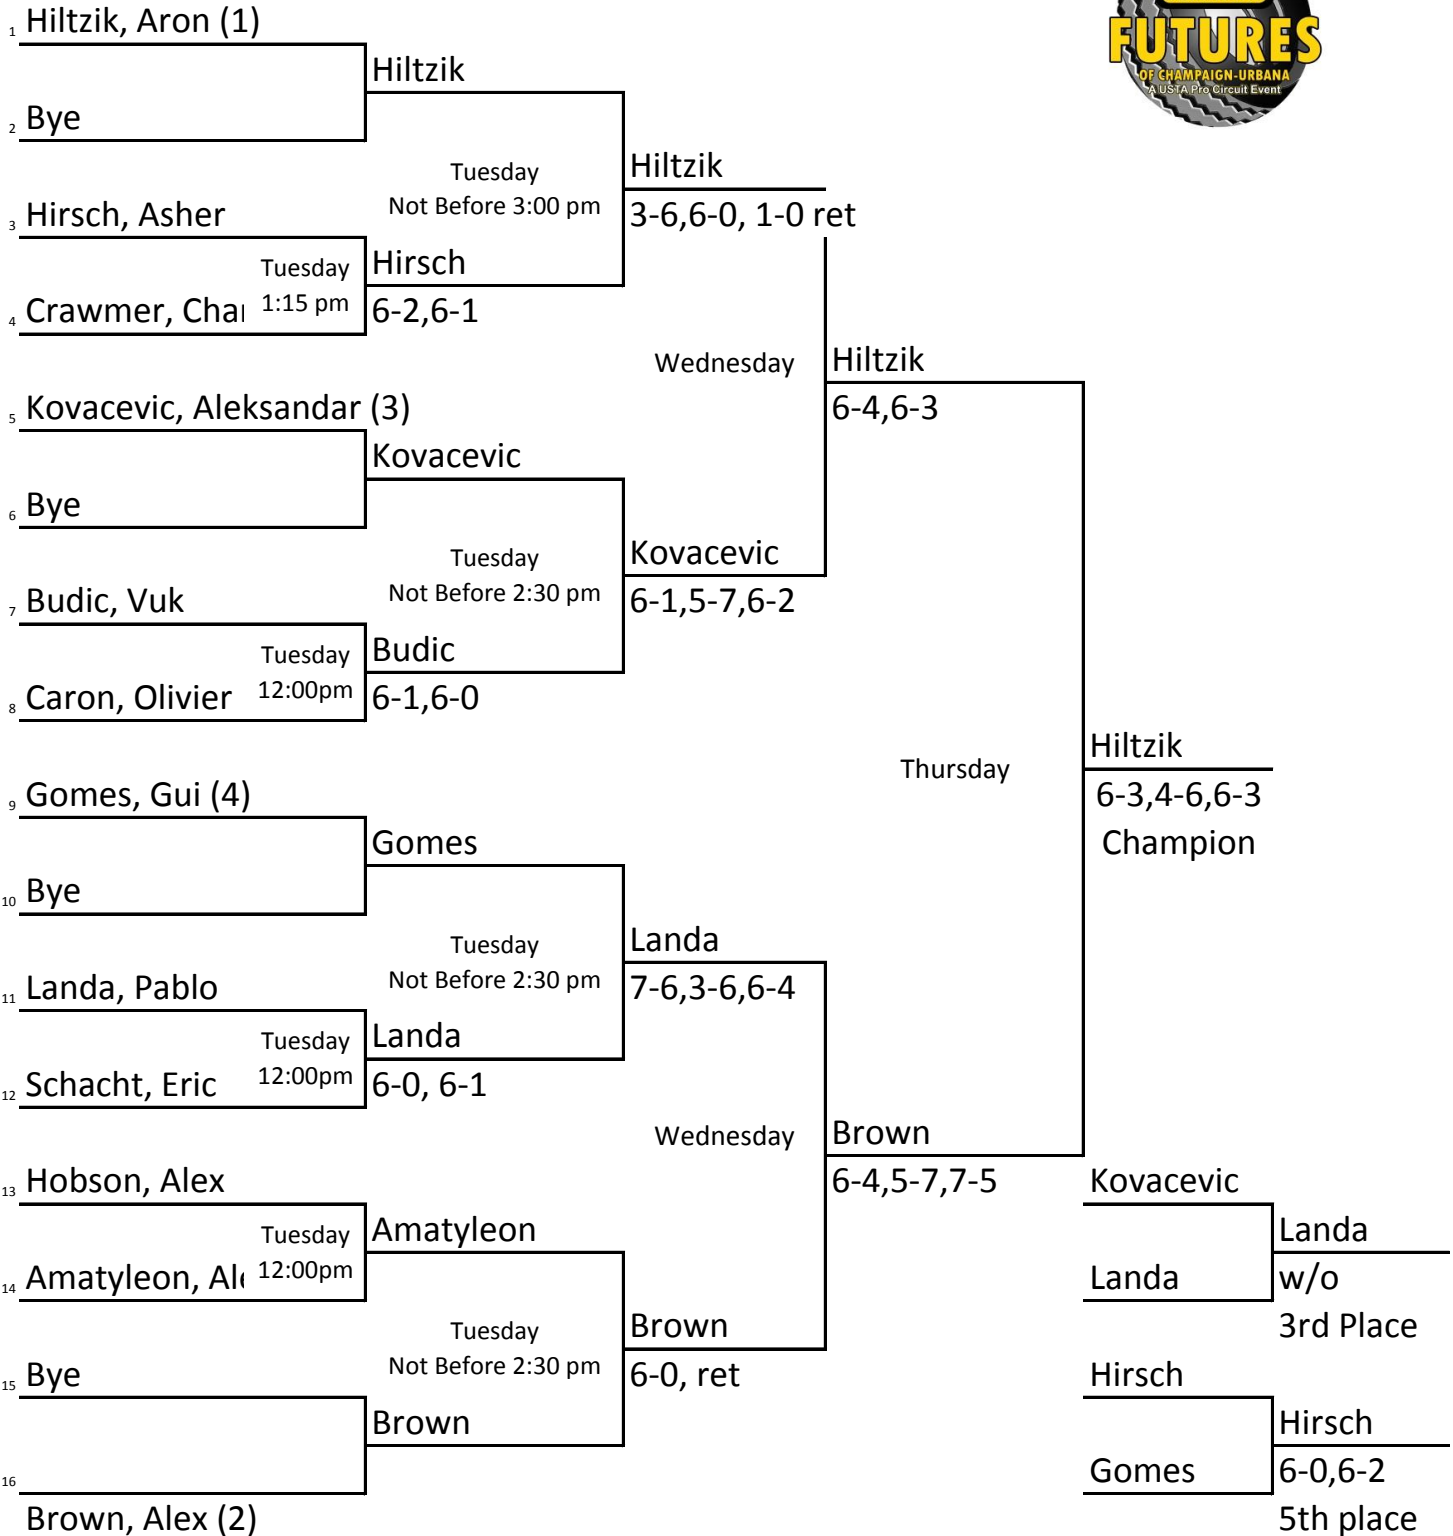 FUTURES
OF CHAMPAIGN-URBANA
A USTA Pro Circuit Event
1 Hiltzik, Aron (1)
Hiltzik
2 Bye
Tuesday
Not Before 3:00 pm
Hiltzik
3-6,6-0, 1-0 ret
3 Hirsch, Asher
Tuesday
1:15 pm
Hirsch
6-2,6-1
4 Crawmer, Char
Wednesday
Hiltzik
6-4,6-3
5 Kovacevic, Aleksandar (3)
Kovacevic
6 Bye
Tuesday
Not Before 2:30 pm
Kovacevic
6-1,5-7,6-2
7 Budic, Vuk
Tuesday
12:00pm
Budic
6-1,6-0
8 Caron, Olivier
Thursday
Hiltzik
6-3,4-6,6-3
Champion
9 Gomes, Gui (4)
Gomes
10 Bye
Tuesday
Not Before 2:30 pm
Landa
7-6,3-6,6-4
11 Landa, Pablo
Tuesday
12:00pm
Landa
6-0, 6-1
12 Schacht, Eric
Wednesday
Brown
6-4,5-7,7-5
13 Hobson, Alex
Tuesday
12:00pm
Amatyleon
14 Amatyleon, Ale
Tuesday
Not Before 2:30 pm
Brown
6-0, ret
15 Bye
Brown
16
Brown, Alex (2)
Kovacevic
Landa
Landa
w/o
3rd Place
Hirsch
Hirsch
Gomes
6-0,6-2
5th place